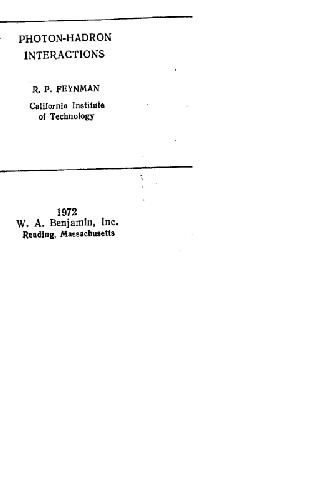 PHOTON-HADRON
INTERACTIONS
R. P. FEYNMAN
California Institute
of Technology
1972
W. A. Benjamin, Inc.
Reading, Massachusetts